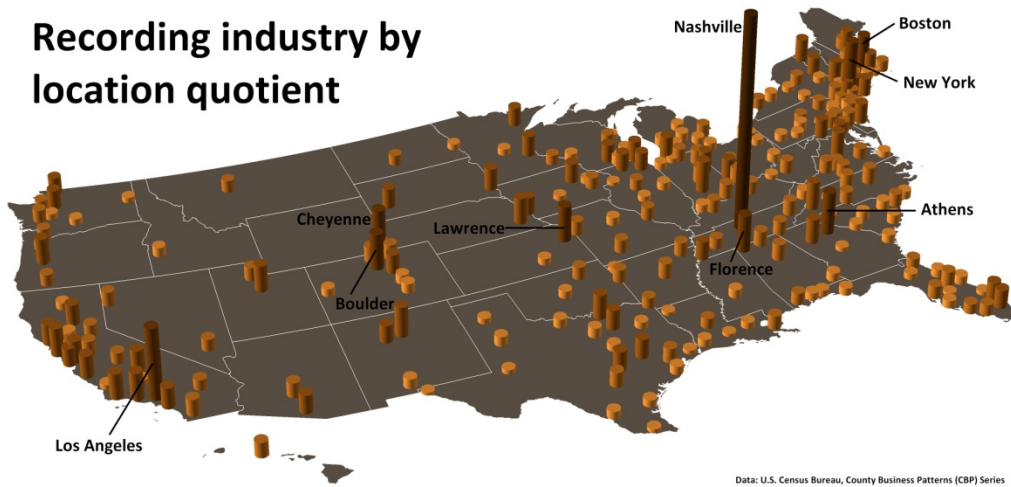 Recording industry by
location quotient
Nashville
Boston
New York
Cheyenne
Lawrence
Athens
Florence
Boulder
Los Angeles
Data: U.S. Census Bureau, County Business Patterns (CBP) Series